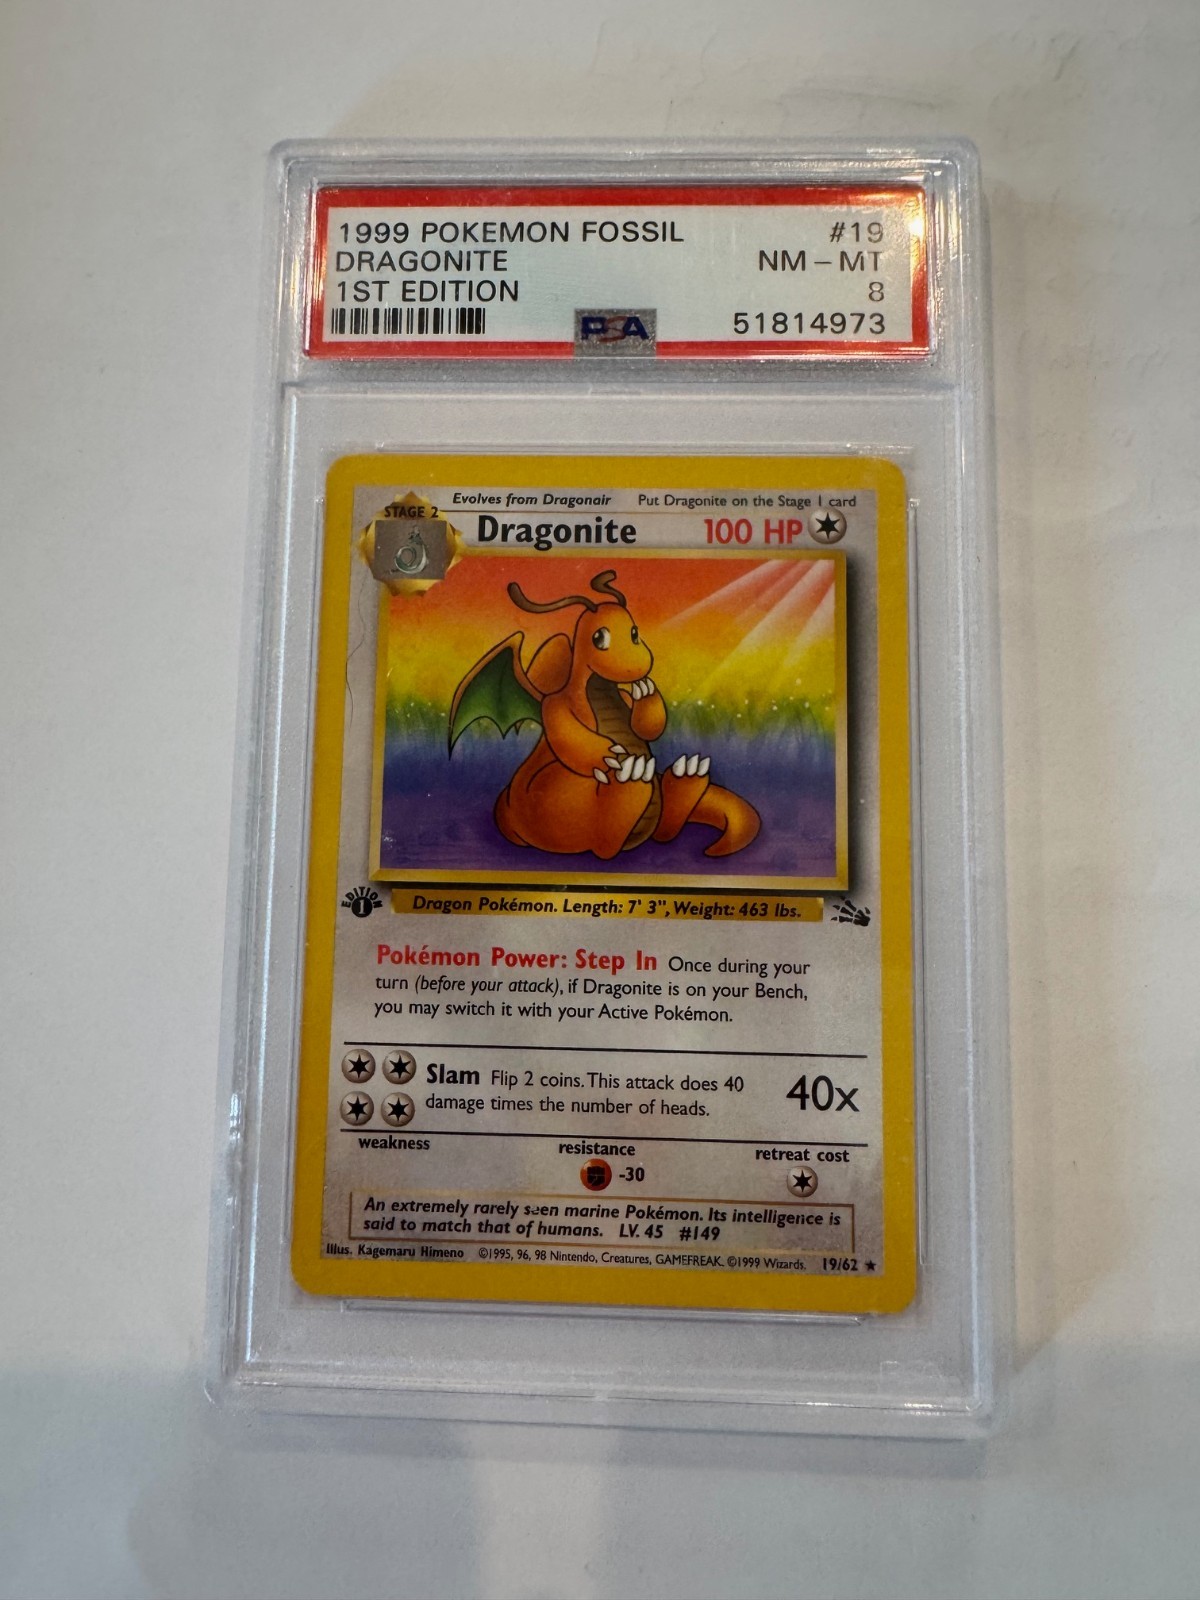 1999 POKEMON FOSSIL #19
DRAGONITE NM - MT
1ST EDITION 8
PSA 51814973
Evolves from Dragonair Put Dragonite on the Stage 1 card
STAGE 2
Dragonite 100 HP
EDITION
1
Dragon Pokémon. Length: 7' 3", Weight: 463 lbs.
Pokémon Power: Step In Once during your
turn (before your attack), if Dragonite is on your Bench,
you may switch it with your Active Pokémon.
Slam Flip 2 coins. This attack does 40
damage times the number of heads.
40x
weakness resistance retreat cost
-30
An extremely rarely seen marine Pokémon. Its intelligence is
said to match that of humans. LV. 45 #149
Illus. Kagemaru Himeno ©1995, 96, 98 Nintendo, Creatures, GAMEFREAK. ©1999 Wizards. 19/62